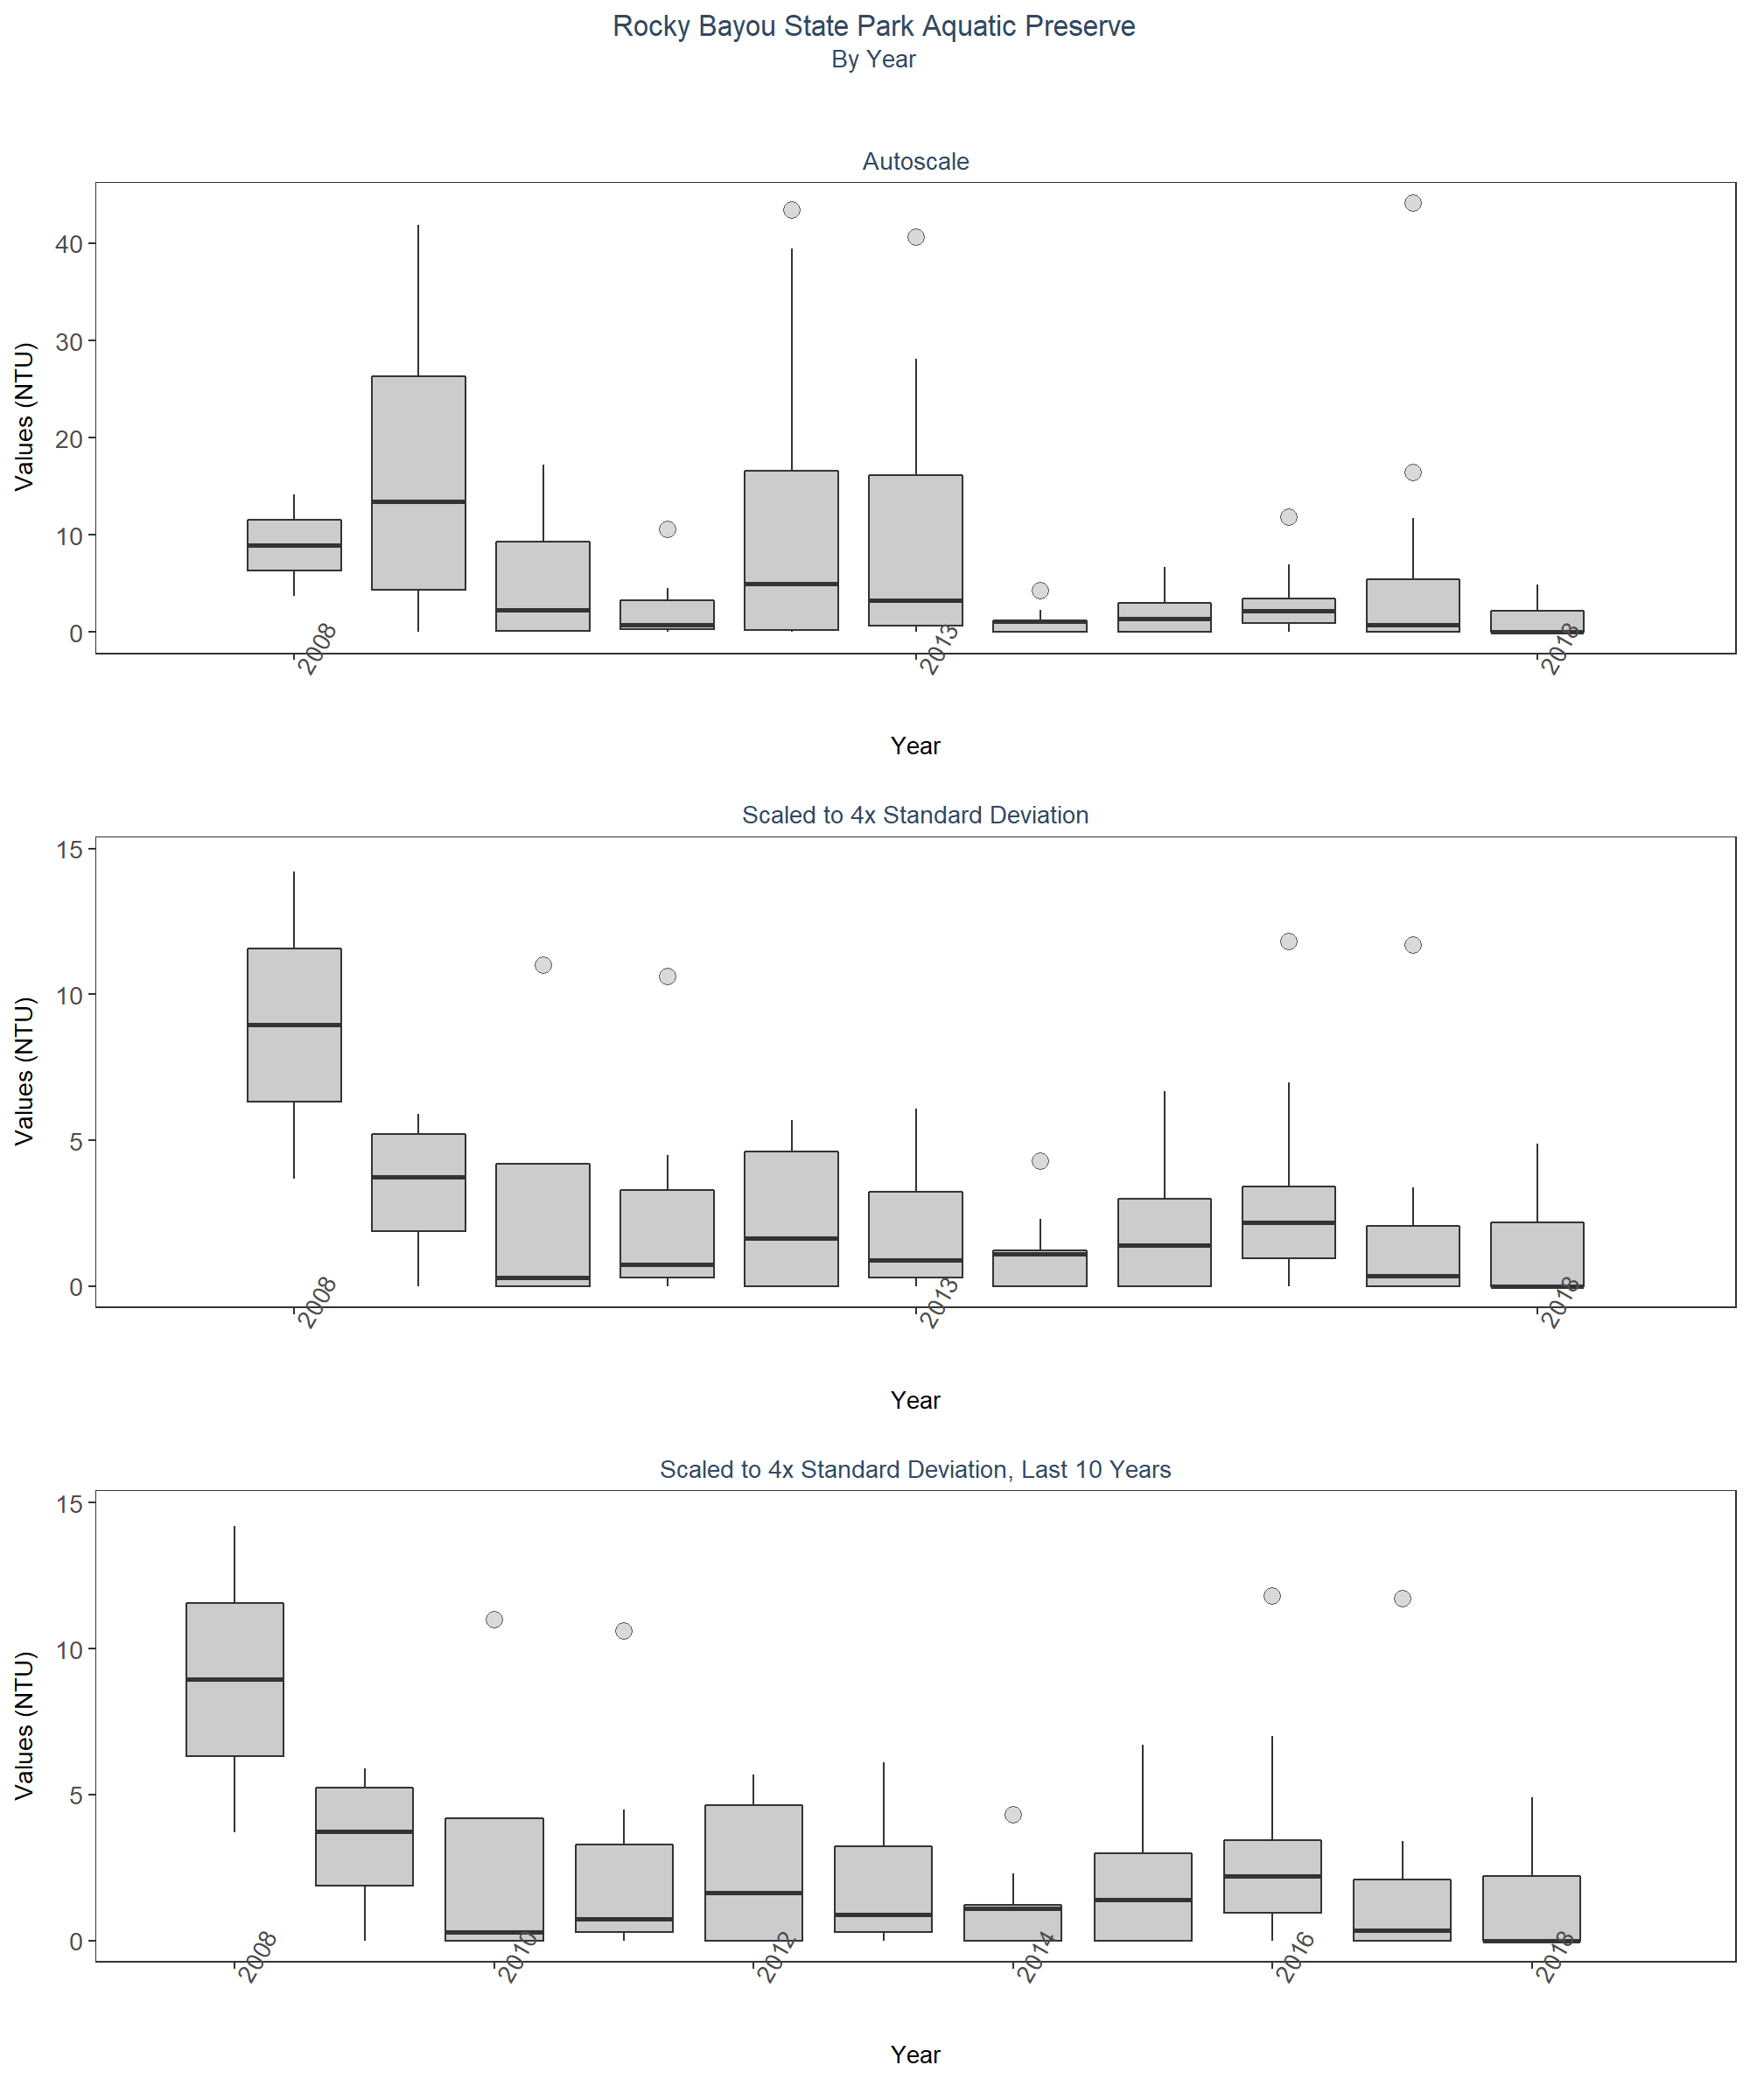 Rocky Bayou State Park Aquatic Preserve
By Year
Autoscale
Values (NTU)
40
30
20
10
0
2008
2013
2018
Year
Scaled to 4x Standard Deviation
Values (NTU)
15
10
5
0
2008
2013
2018
Year
Scaled to 4x Standard Deviation, Last 10 Years
Values (NTU)
15
10
5
0
2008
2010
2012
2014
2016
2018
Year